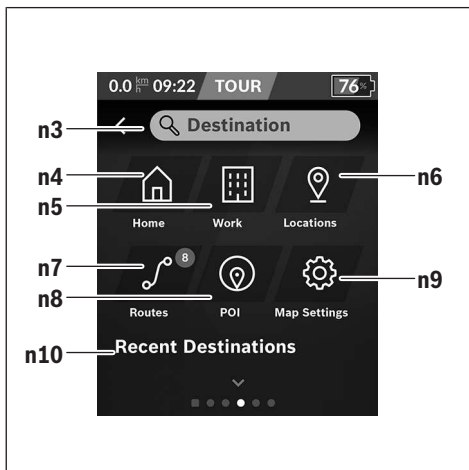 0.0 km/h 09:22 TOUR 76%
n3 Destination
n4 n6
n5
Home Work Locations
n7 8
n8 n9
Routes POI Map Settings
n10 Recent Destinations